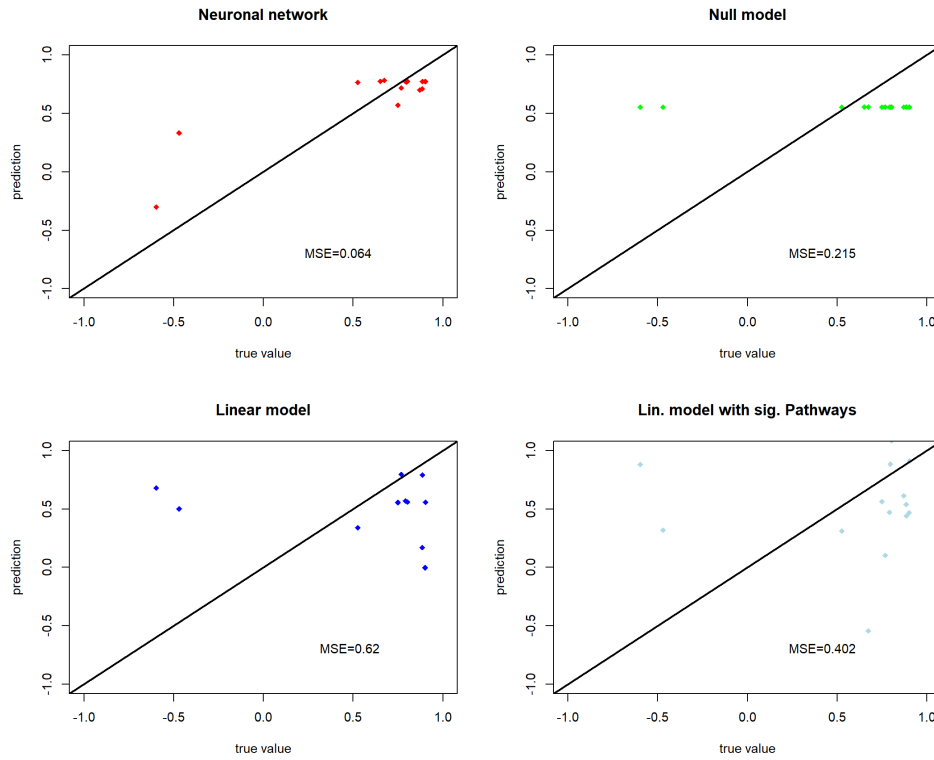 Neuronal network
prediction
1.0
0.5
0.0
-0.5
-1.0
MSE=0.064
-1.0 -0.5 0.0 0.5 1.0
true value
Null model
prediction
1.0
0.5
0.0
-0.5
-1.0
MSE=0.215
-1.0 -0.5 0.0 0.5 1.0
true value
Linear model
prediction
1.0
0.5
0.0
-0.5
-1.0
MSE=0.62
-1.0 -0.5 0.0 0.5 1.0
true value
Lin. model with sig. Pathways
prediction
1.0
0.5
0.0
-0.5
-1.0
MSE=0.402
-1.0 -0.5 0.0 0.5 1.0
true value